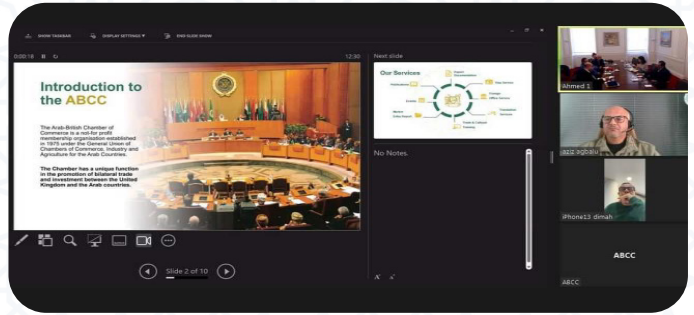 SHOW TASKBAR
DISPLAY SETTINGS ▼
END SLIDE SHOW
0:00:18
12:30
Next slide
Introduction to
the ABCC
The Arab-British Chamber of
Commerce is a not-for profit
membership organisation established
in 1975 under the General Union of
Chambers of Commerce, Industry and
Agriculture for the Arab Countries.
The Chamber has a unique function
in the promotion of bilateral trade
and investment between the United
Kingdom and the Arab countries.
Our Services
No Notes.
Slide 2 of 10
Ahmed 1
aziz agbalu
iPhone13 dimah
ABCC
ABCC